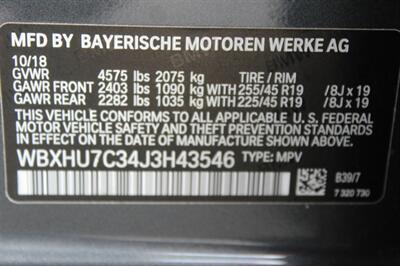 MFD BY BAYERISCHE MOTOREN WERKE AG
10/18
GVWR 4575 lbs 2075 kg TIRE / RIM
GAWR FRONT 2403 lbs 1090 kg WITH 255/45 R19 /8J x 19
GAWR REAR 2282 lbs 1035 kg WITH 225/45 R19 /8J x 19
THIS VEHICLE CONFORMS TO ALL APPLICABLE U. S. FEDERAL
MOTOR VEHICLE SAFETY, BUMPER, AND THEFT PREVENTION STANDARDS
IN EFFECT ON THE DATE OF MANUFACTURE SHOWN ABOVE.
WBXHU7C34J3H43546 TYPE: MPV
B39/7
7 320 730